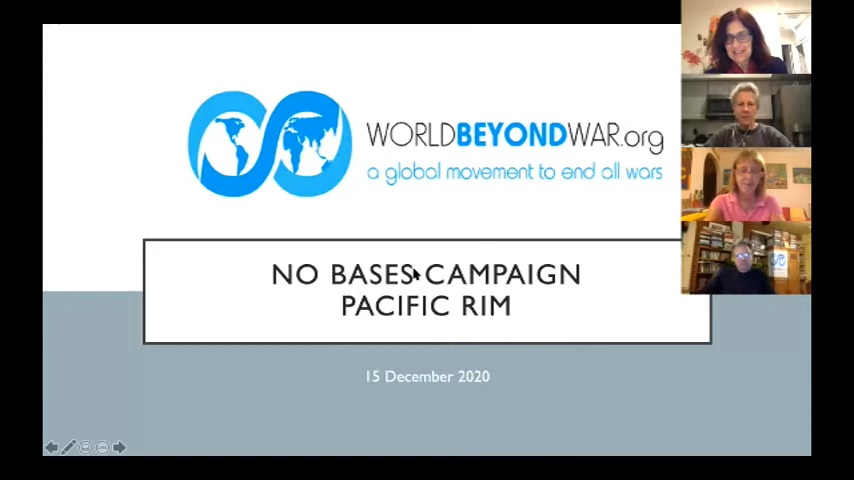 WORLDBEYONDWAR.org
a global movement to end all wars
NO BASES CAMPAIGN
PACIFIC RIM
15 December 2020